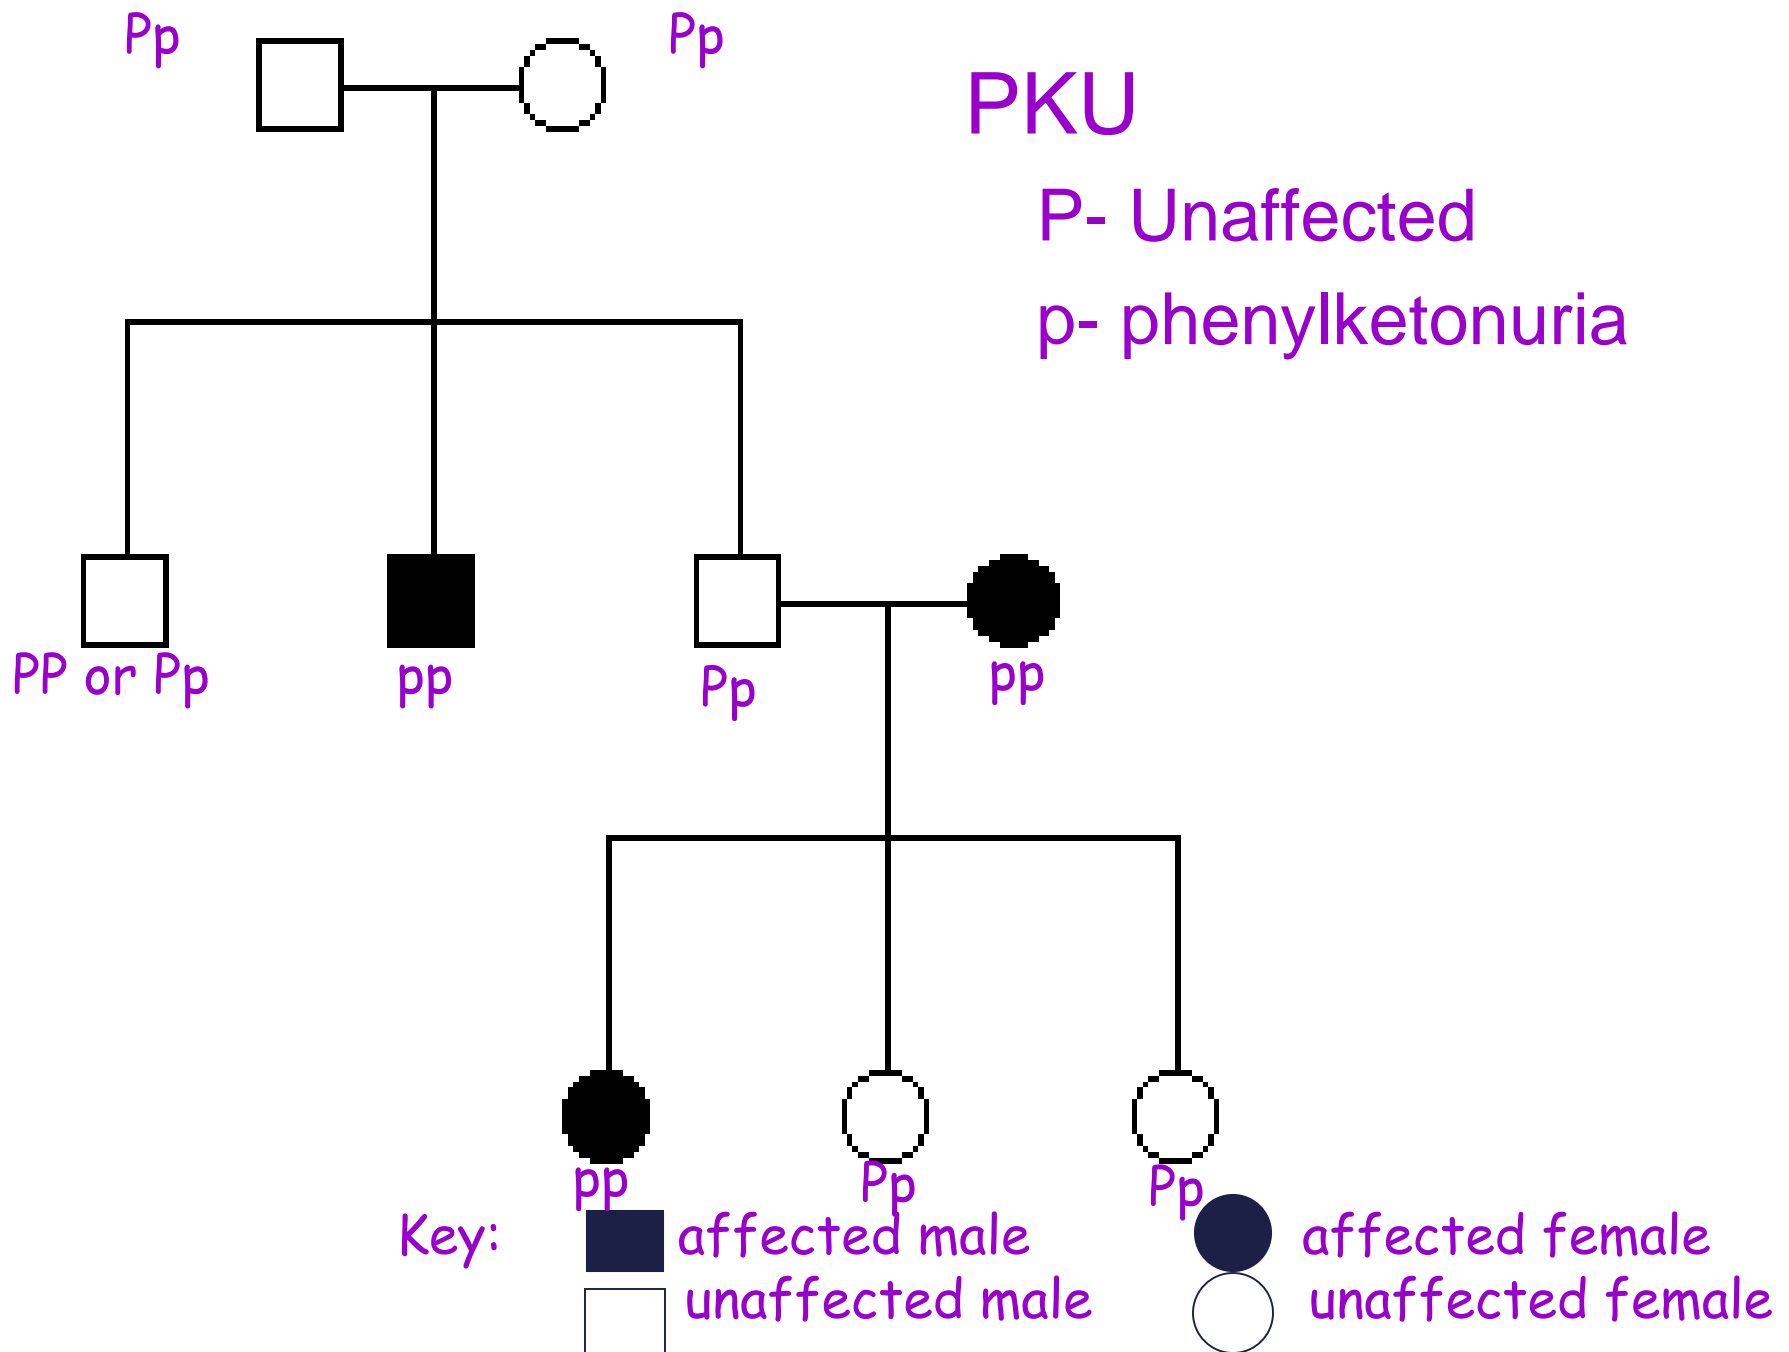 Pp
Pp
PKU
P- Unaffected
p- phenylketonuria
PP or Pp
pp
Pp
pp
pp
Pp
Pp
Key:
affected male
affected female
unaffected male
unaffected female